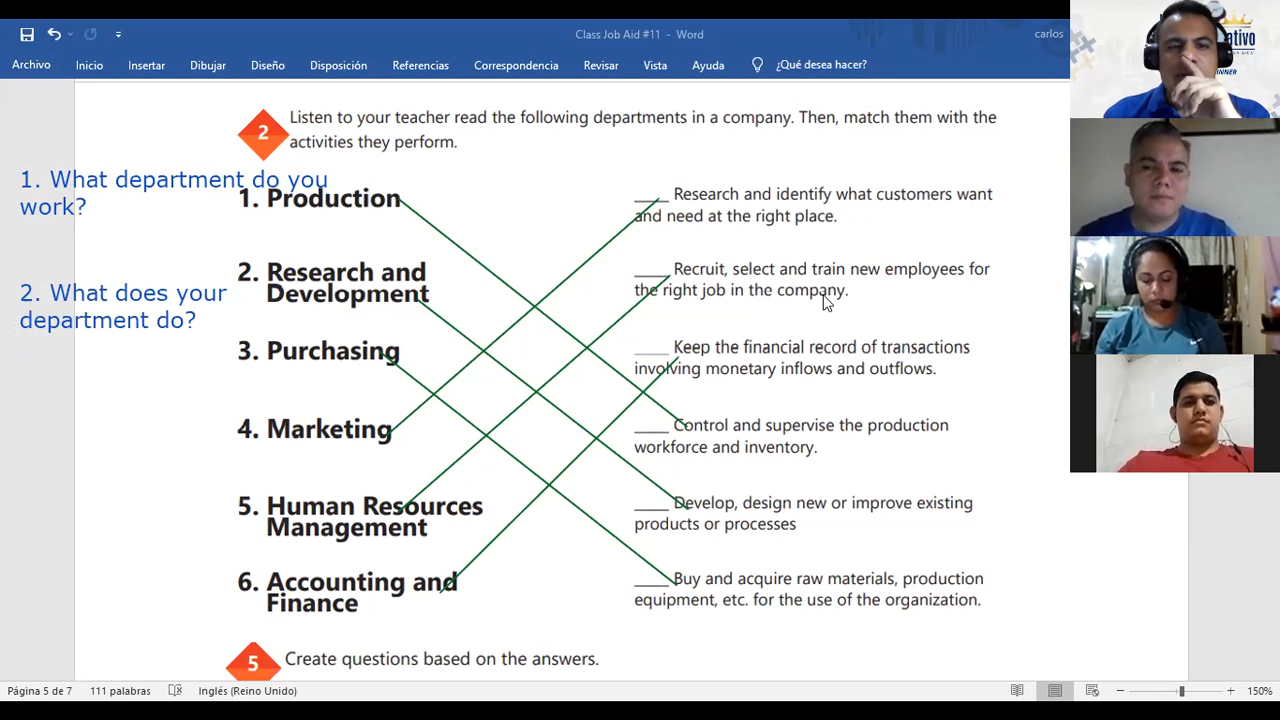 Class Job Aid #11 - Word
carlos
Archivo Inicio Insertar Dibujar Diseño Disposición Referencias Correspondencia Revisar Vista Ayuda ¿Qué desea hacer?
ativo
INNER
2 Listen to your teacher read the following departments in a company. Then, match them with the
activities they perform.
1. What department do you
work?
2. What does your
department do?
1. Production
2. Research and
Development
3. Purchasing
4. Marketing
5. Human Resources
Management
6. Accounting and
Finance
____ Research and identify what customers want
and need at the right place.
____ Recruit, select and train new employees for
the right job in the company.
____ Keep the financial record of transactions
involving monetary inflows and outflows.
____ Control and supervise the production
workforce and inventory.
____ Develop, design new or improve existing
products or processes
____ Buy and acquire raw materials, production
equipment, etc. for the use of the organization.
5 Create questions based on the answers.
Página 5 de 7 111 palabras Inglés (Reino Unido) 150%